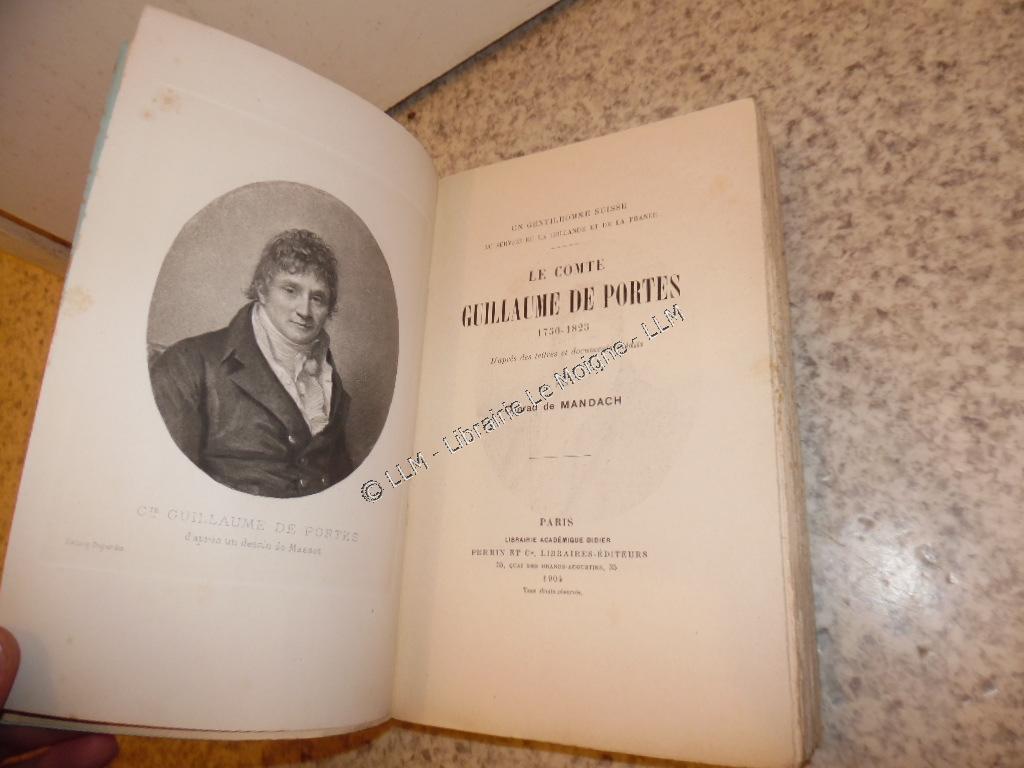 Cte GUILLAUME DE PORTES
d'après un dessin de Massot
UN GENTILHOMME SUISSE
AU SERVICE DE LA HOLLANDE ET DE LA FRANCE
LE COMTE
GUILLAUME DE PORTES
1750-1823
D'après des lettres et documents
de MANDACH
PARIS
LIBRAIRIE ACADÉMIQUE DIDIER
PERRIN ET Cie, LIBRAIRES-ÉDITEURS
35, QUAI DES GRANDS-AUGUSTINS, 35
1904
Tous droits réservés.
© LLM - Librairie Le Moigne - LLM